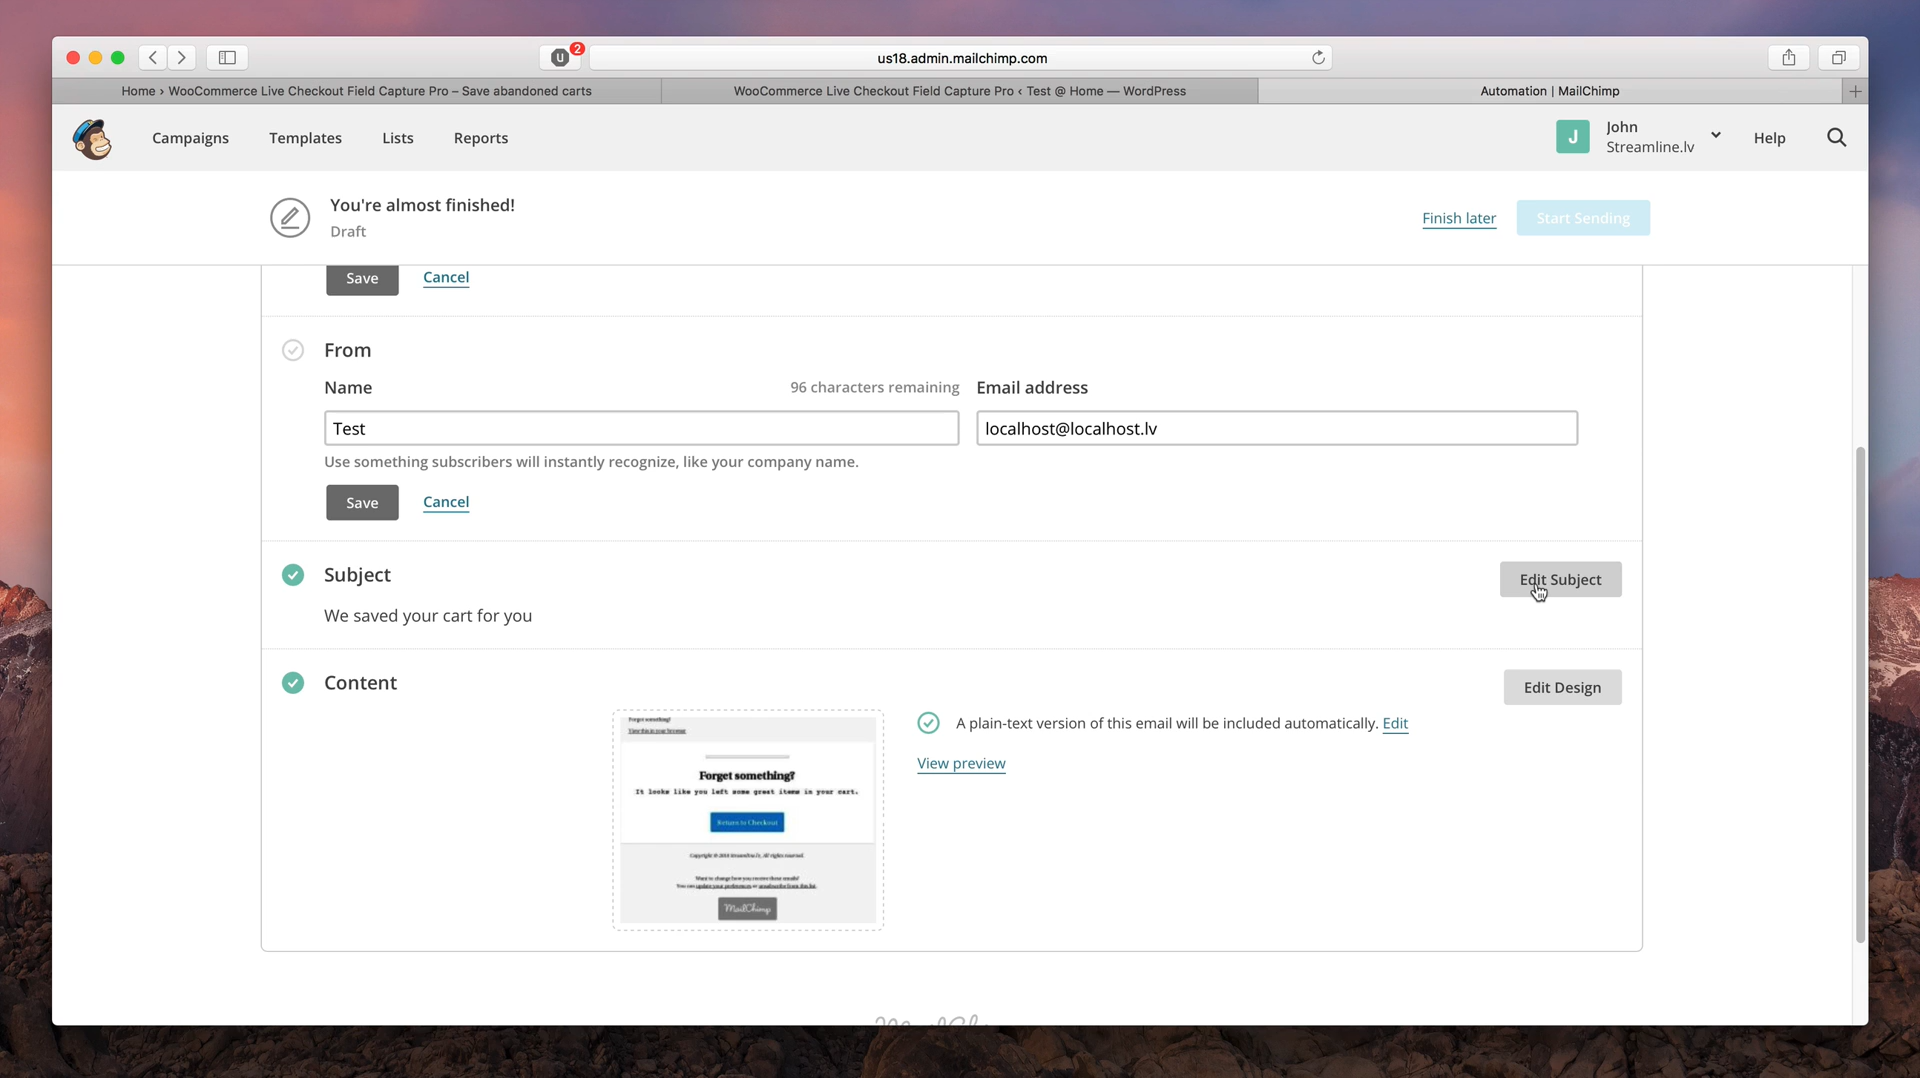 2
us18.admin.mailchimp.com
Home › WooCommerce Live Checkout Field Capture Pro – Save abandoned carts
WooCommerce Live Checkout Field Capture Pro ‹ Test @ Home — WordPress
Automation | MailChimp
Campaigns
Templates
Lists
Reports
J
John
Streamline.lv
Help
You're almost finished!
Draft
Finish later
Start Sending
Save
Cancel
From
Name
96 characters remaining
Email address
Test
localhost@localhost.lv
Use something subscribers will instantly recognize, like your company name.
Save
Cancel
Subject
Edit Subject
We saved your cart for you
Content
Edit Design
Forget something?
View this in your browser
Forget something?
It looks like you left some great items in your cart.
Return to Checkout
Copyright © 2018 Streamline.lv, All rights reserved.
Want to change how you receive these emails?
You can update your preferences or unsubscribe from this list.
MailChimp
A plain-text version of this email will be included automatically. Edit
View preview